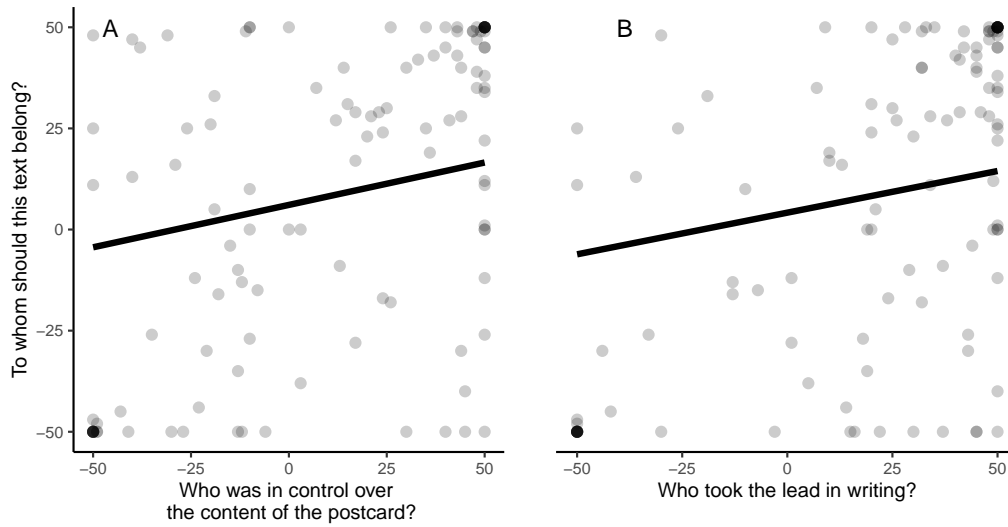 A
B
To whom should this text belong?
50
25
0
−25
−50
−50
−25
0
25
50
−50
−25
0
25
50
Who was in control over
the content of the postcard?
Who took the lead in writing?